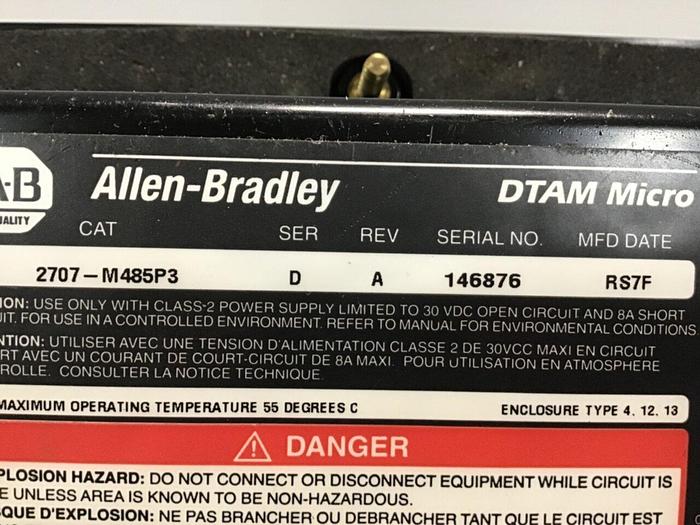 A-B
QUALITY
Allen-Bradley
DTAM Micro
CAT SER REV SERIAL NO. MFD DATE
2707-M485P3 D A 146876 RS7F
ION: USE ONLY WITH CLASS-2 POWER SUPPLY LIMITED TO 30 VDC OPEN CIRCUIT AND 8A SHORT
UIT. FOR USE IN A CONTROLLED ENVIRONMENT. REFER TO MANUAL FOR ENVIRONMENTAL CONDITIONS
NTION: UTILISER AVEC UNE TENSION D'ALIMENTATION CLASSE 2 DE 30VCC MAXI EN CIRCUIT
RT AVEC UN COURANT DE COURT-CIRCUIT DE 8A MAXI. POUR UTILISATION EN ATMOSPHERE
ROLLE. CONSULTER LA NOTICE TECHNIQUE.
MAXIMUM OPERATING TEMPERATURE 55 DEGREES C ENCLOSURE TYPE 4, 12, 13
DANGER
PLOSION HAZARD: DO NOT CONNECT OR DISCONNECT EQUIPMENT WHILE CIRCUIT IS
E UNLESS AREA IS KNOWN TO BE NON-HAZARDOUS.
QUE D'EXPLOSION: NE PAS BRANCHER OU DEBRANCHER TANT QUE LE CIRCUIT EST